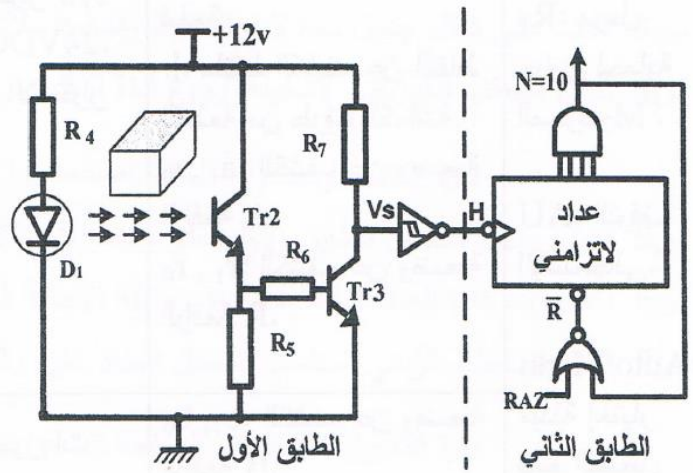 +12v
N=10
R4
R7
Tr2
Vs
H
عداد
لاتزامني
D1
R6
Tr3
R
R5
RAZ
الطابق الأول
الطابق الثاني